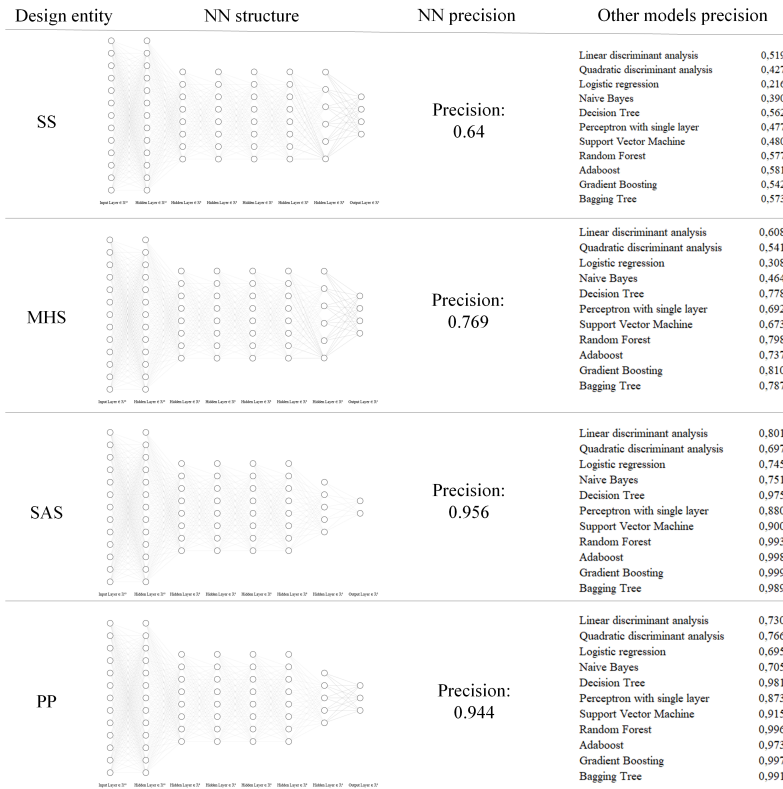 Design entity NN structure NN precision Other models precision
SS
Precision:
0.64
Linear discriminant analysis 0,519
Quadratic discriminant analysis 0,427
Logistic regression 0,216
Naive Bayes 0,390
Decision Tree 0,562
Perceptron with single layer 0,477
Support Vector Machine 0,480
Random Forest 0,577
Adaboost 0,581
Gradient Boosting 0,542
Bagging Tree 0,573
MHS
Precision:
0.769
Linear discriminant analysis 0,608
Quadratic discriminant analysis 0,541
Logistic regression 0,308
Naive Bayes 0,464
Decision Tree 0,778
Perceptron with single layer 0,692
Support Vector Machine 0,673
Random Forest 0,798
Adaboost 0,737
Gradient Boosting 0,810
Bagging Tree 0,787
SAS
Precision:
0.956
Linear discriminant analysis 0,801
Quadratic discriminant analysis 0,697
Logistic regression 0,745
Naive Bayes 0,751
Decision Tree 0,975
Perceptron with single layer 0,880
Support Vector Machine 0,900
Random Forest 0,993
Adaboost 0,998
Gradient Boosting 0,999
Bagging Tree 0,989
PP
Precision:
0.944
Linear discriminant analysis 0,730
Quadratic discriminant analysis 0,766
Logistic regression 0,695
Naive Bayes 0,705
Decision Tree 0,981
Perceptron with single layer 0,873
Support Vector Machine 0,915
Random Forest 0,996
Adaboost 0,973
Gradient Boosting 0,997
Bagging Tree 0,991